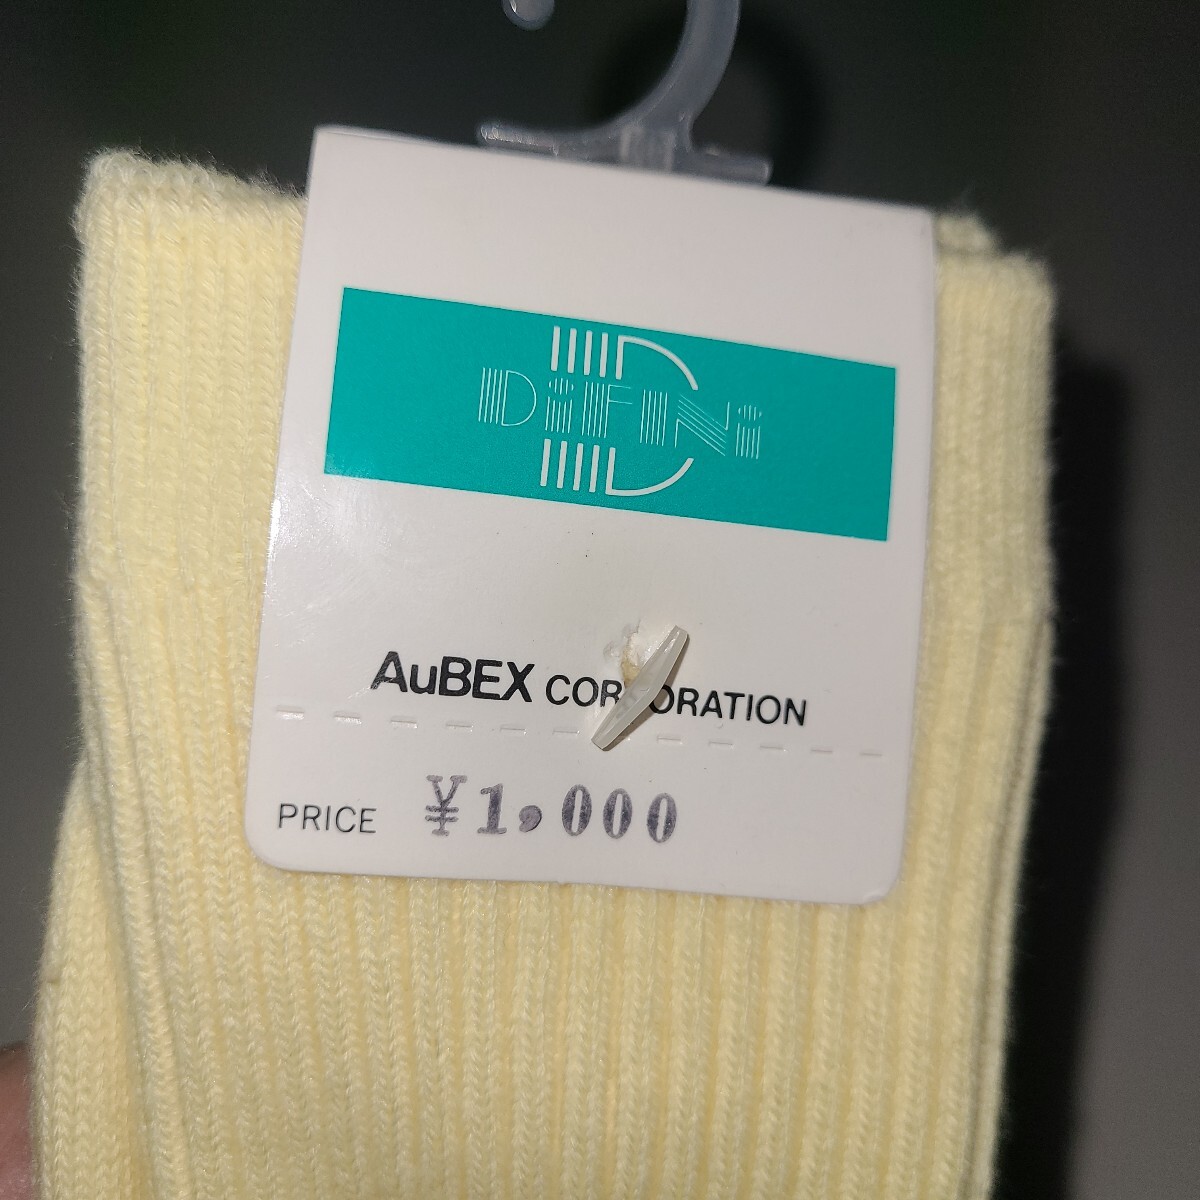 DiFiNi
AuBEX CORPORATION
PRICE ¥1,000